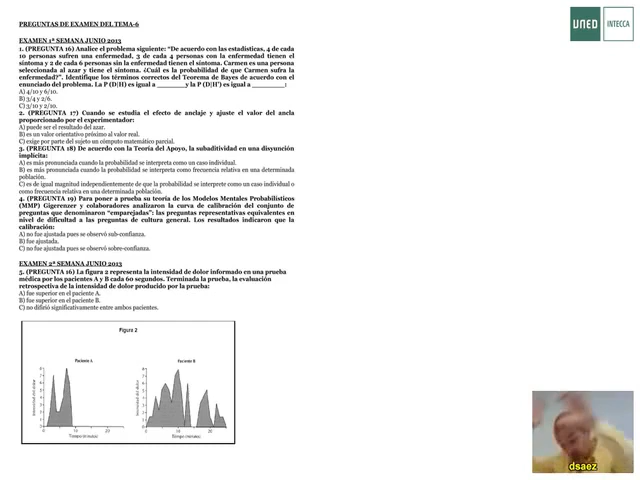 PREGUNTAS DE EXAMEN DEL TEMA-6
UNED
INTECCA
EXAMEN 1ª SEMANA JUNIO 2013
1. (PREGUNTA 16) Analice el problema siguiente: "De acuerdo con las estadísticas, 4 de cada
10 personas sufren una enfermedad, 3 de cada 4 personas con la enfermedad tienen el
síntoma y 2 de cada 6 personas sin la enfermedad tienen el síntoma. Carmen es una persona
seleccionada al azar y tiene el síntoma. ¿Cuál es la probabilidad de que Carmen sufra la
enfermedad?". Identifique los términos correctos del Teorema de Bayes de acuerdo con el
enunciado del problema. La P (D|H) es igual a ________ y la P (D|H') es igual a _________:
A) 4/10 y 6/10.
B) 3/4 y 2/6.
C) 3/10 y 2/10.
2. (PREGUNTA 17) Cuando se estudia el efecto de anclaje y ajuste el valor del ancla
proporcionado por el experimentador:
A) puede ser el resultado del azar.
B) es un valor orientativo próximo al valor real.
C) exige por parte del sujeto un cómputo matemático parcial.
3. (PREGUNTA 18) De acuerdo con la Teoría del Apoyo, la subaditividad en una disyunción
implícita:
A) es más pronunciada cuando la probabilidad se interpreta como un caso individual.
B) es más pronunciada cuando la probabilidad se interpreta como frecuencia relativa en una determinada
población.
C) es de igual magnitud independientemente de que la probabilidad se interprete como un caso individual o
como frecuencia relativa en una determinada población.
4. (PREGUNTA 19) Para poner a prueba su teoría de los Modelos Mentales Probabilísticos
(MMP) Gigerenzer y colaboradores analizaron la curva de calibración del conjunto de
preguntas que denominaron "emparejadas": las preguntas representativas equivalentes en
nivel de dificultad a las preguntas de cultura general. Los resultados indicaron que la
calibración:
A) no fue ajustada pues se observó sub-confianza.
B) fue ajustada.
C) no fue ajustada pues se observó sobre-confianza.
EXAMEN 2ª SEMANA JUNIO 2013
5. (PREGUNTA 16) La figura 2 representa la intensidad de dolor informado en una prueba
médica por los pacientes A y B cada 60 segundos. Terminada la prueba, la evaluación
retrospectiva de la intensidad de dolor producido por la prueba:
A) fue superior en el paciente A.
B) fue superior en el paciente B.
C) no difirió significativamente entre ambos pacientes.
Figura 2
Paciente A
Paciente B
Intensidad del dolor
Intensidad del dolor
Tiempo (minutos)
Tiempo (minutos)
dsaez